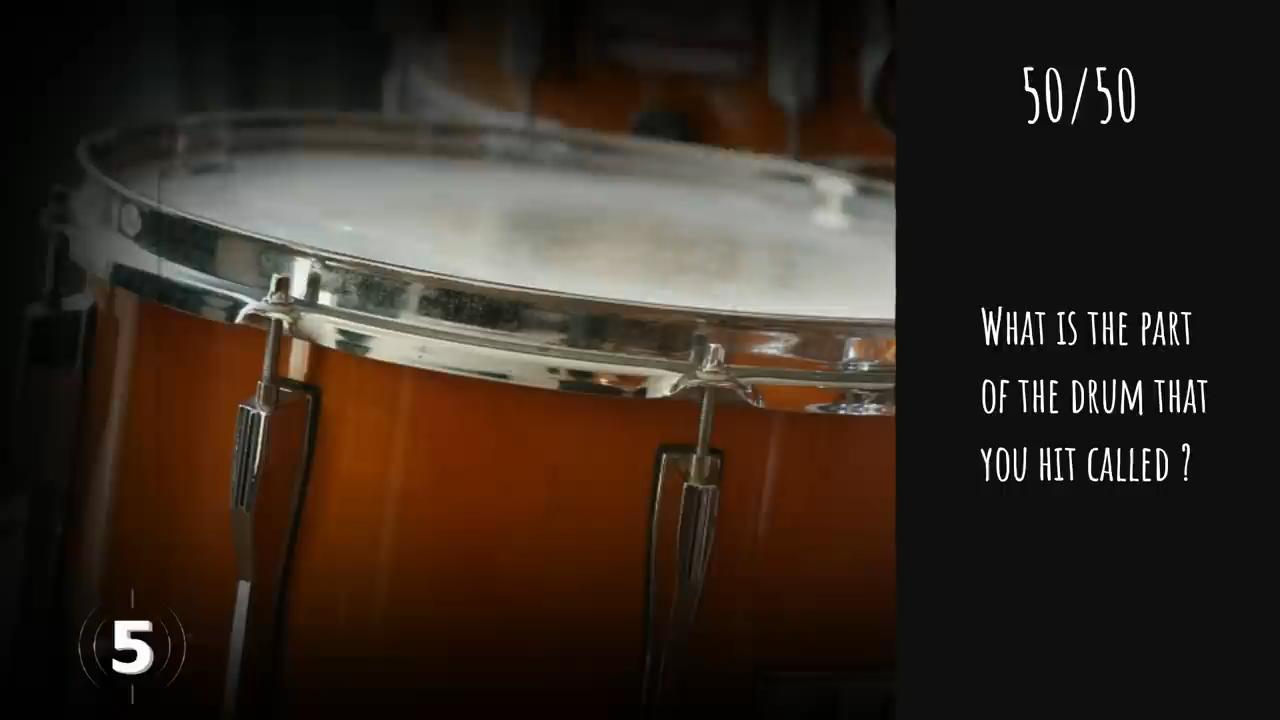 50/50
What is the part
of the drum that
you hit called ?
5